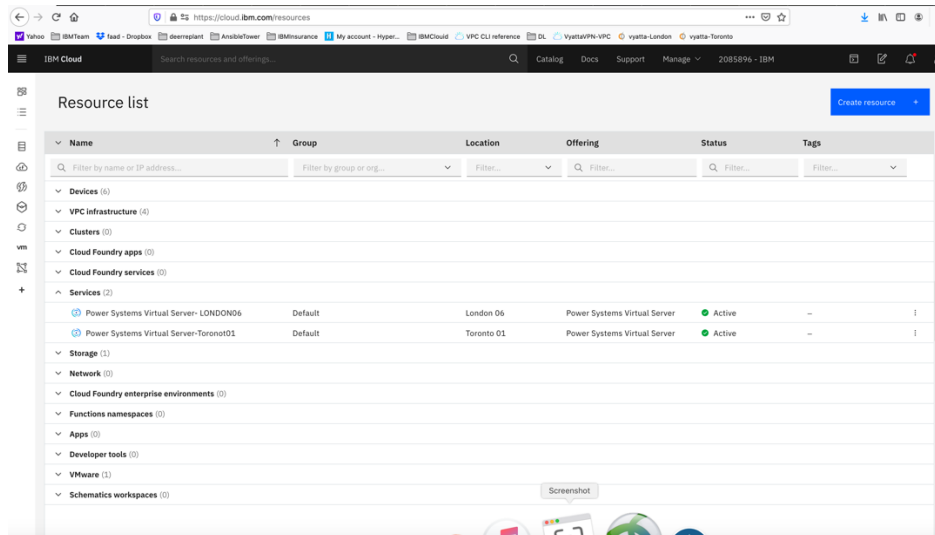 https://cloud.ibm.com/resources
Yahoo IBMTeam faad - Dropbox deerreplant AnsibleTower IBMInsurance My account - Hyper... IBMClouid VPC CLI reference DL VyattaVPN-VPC vyatta-London vyatta-Toronto
IBM Cloud Search resources and offerings... Catalog Docs Support Manage 2085896 - IBM
Resource list
Create resource +
Name Group Location Offering Status Tags
Filter by name or IP address... Filter by group or org... Filter... Filter... Filter... Filter...
Devices (6)
VPC infrastructure (4)
Clusters (0)
Cloud Foundry apps (0)
Cloud Foundry services (0)
Services (2)
Power Systems Virtual Server- LONDON06 Default London 06 Power Systems Virtual Server Active –
Power Systems Virtual Server-Toronot01 Default Toronto 01 Power Systems Virtual Server Active –
Storage (1)
Network (0)
Cloud Foundry enterprise environments (0)
Functions namespaces (0)
Apps (0)
Developer tools (0)
VMware (1)
Schematics workspaces (0)
Screenshot
vm